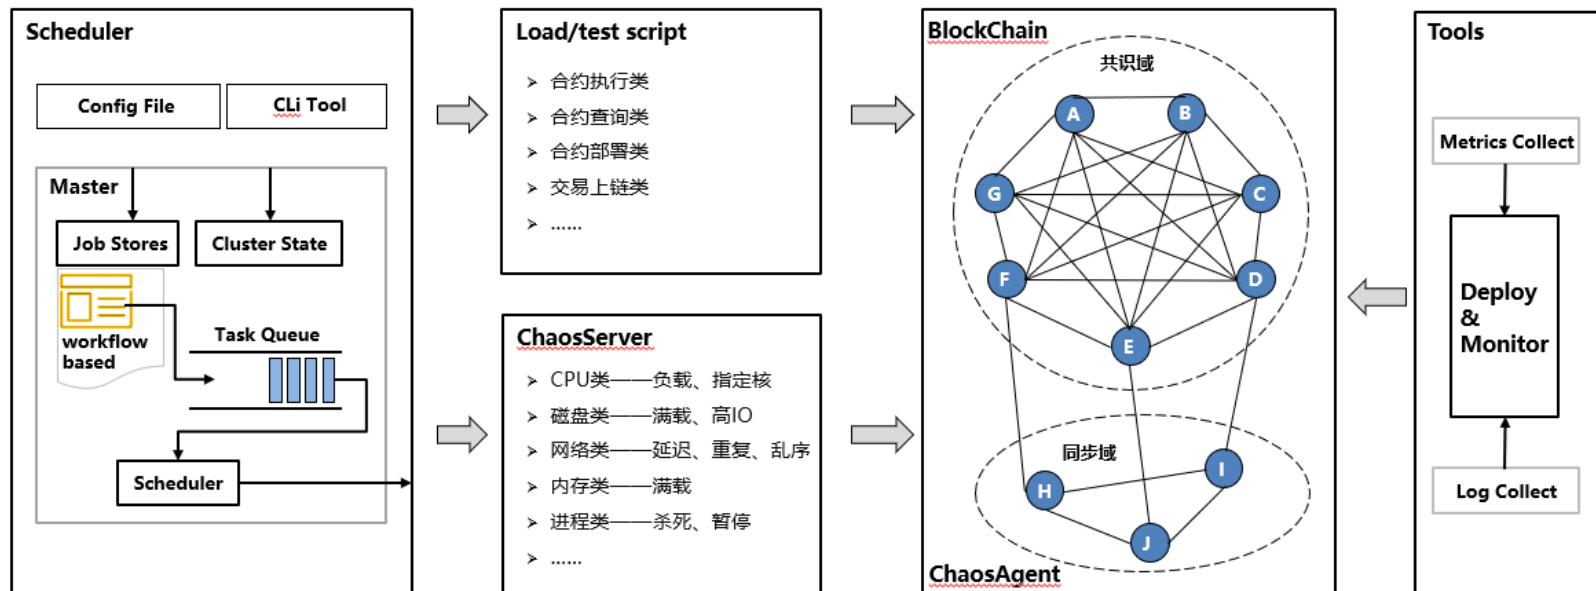 Scheduler
Config File
CLi Tool
Master
Job Stores
Cluster State
workflow
based
Task Queue
Scheduler
Load/test script
➤ 合约执行类
➤ 合约查询类
➤ 合约部署类
➤ 交易上链类
➤ ......
ChaosServer
➤ CPU类——负载、指定核
➤ 磁盘类——满载、高IO
➤ 网络类——延迟、重复、乱序
➤ 内存类——满载
➤ 进程类——杀死、暂停
➤ ......
BlockChain
共识域
A
B
G
C
F
D
E
同步域
I
H
J
ChaosAgent
Tools
Metrics Collect
Deploy
&
Monitor
Log Collect